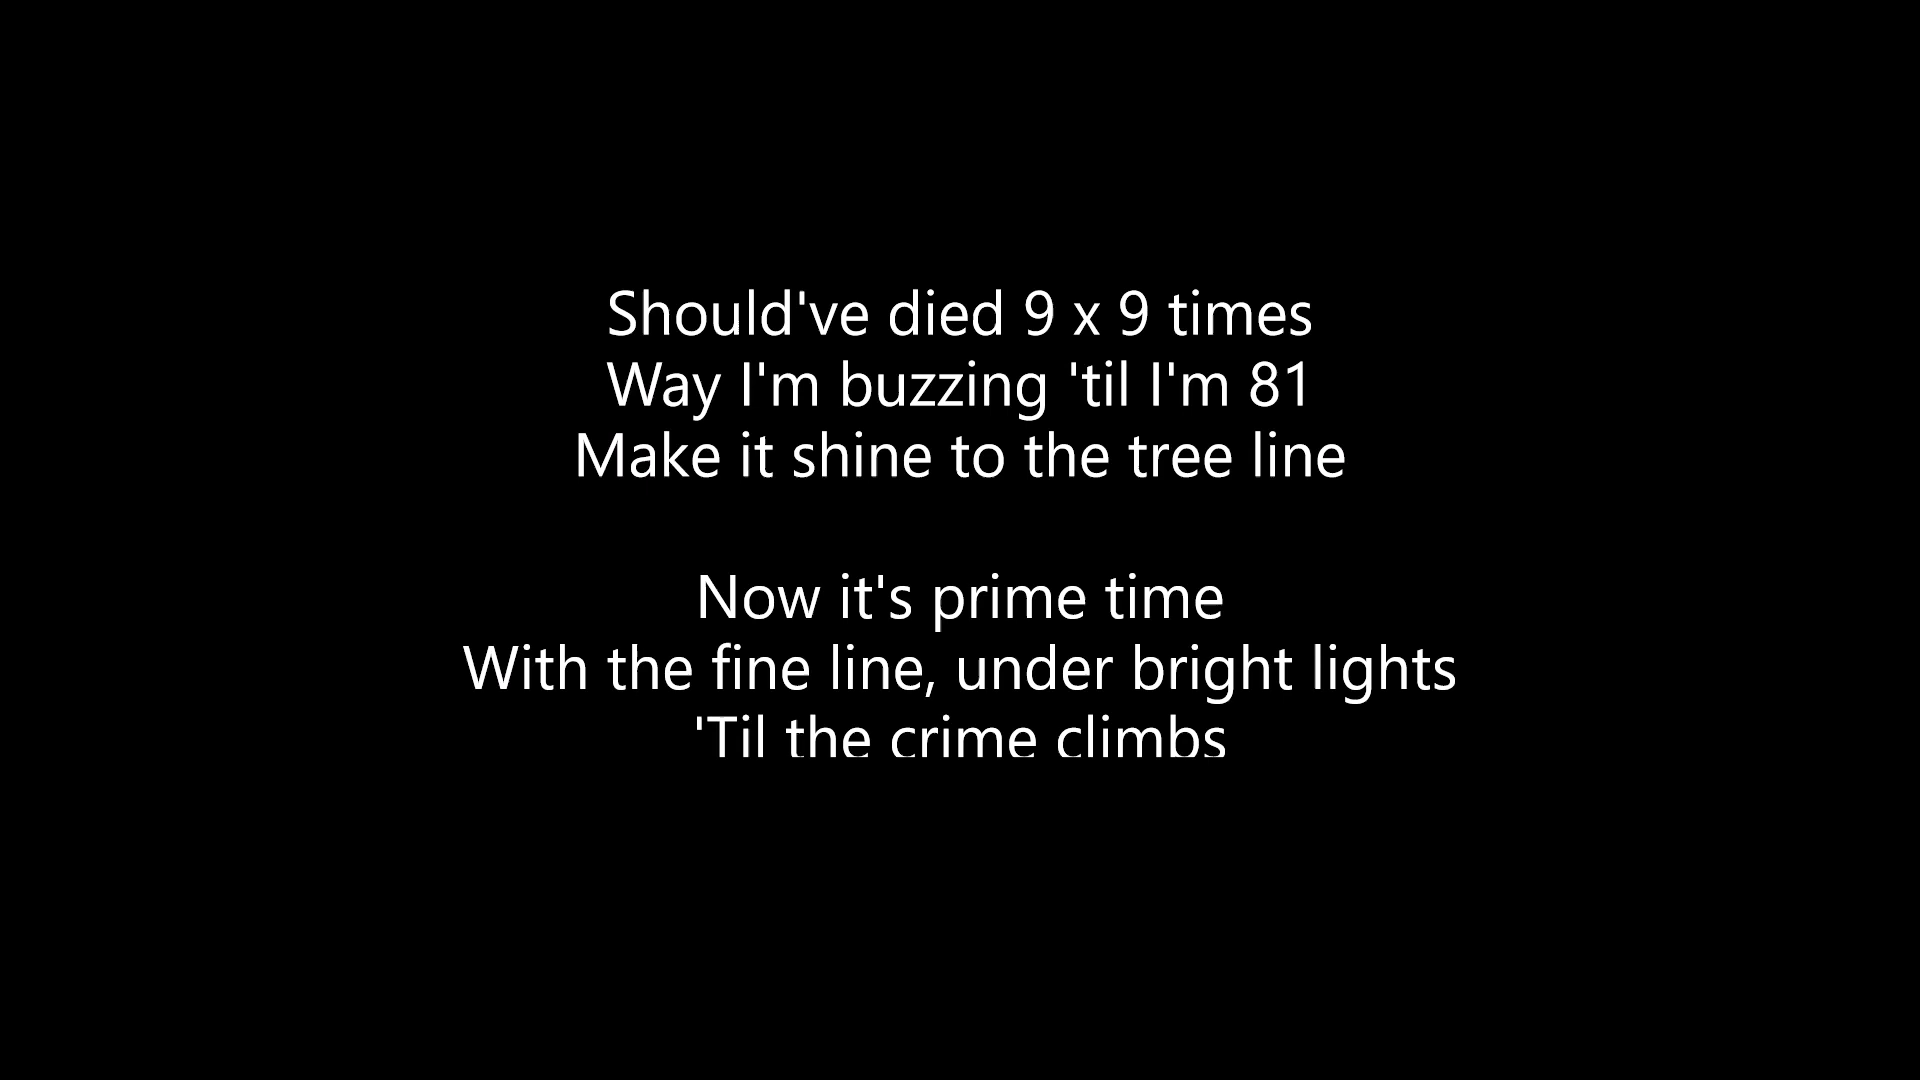 Should've died 9 x 9 times
Way I'm buzzing 'til I'm 81
Make it shine to the tree line
Now it's prime time
With the fine line, under bright lights
'Til the crime climbs